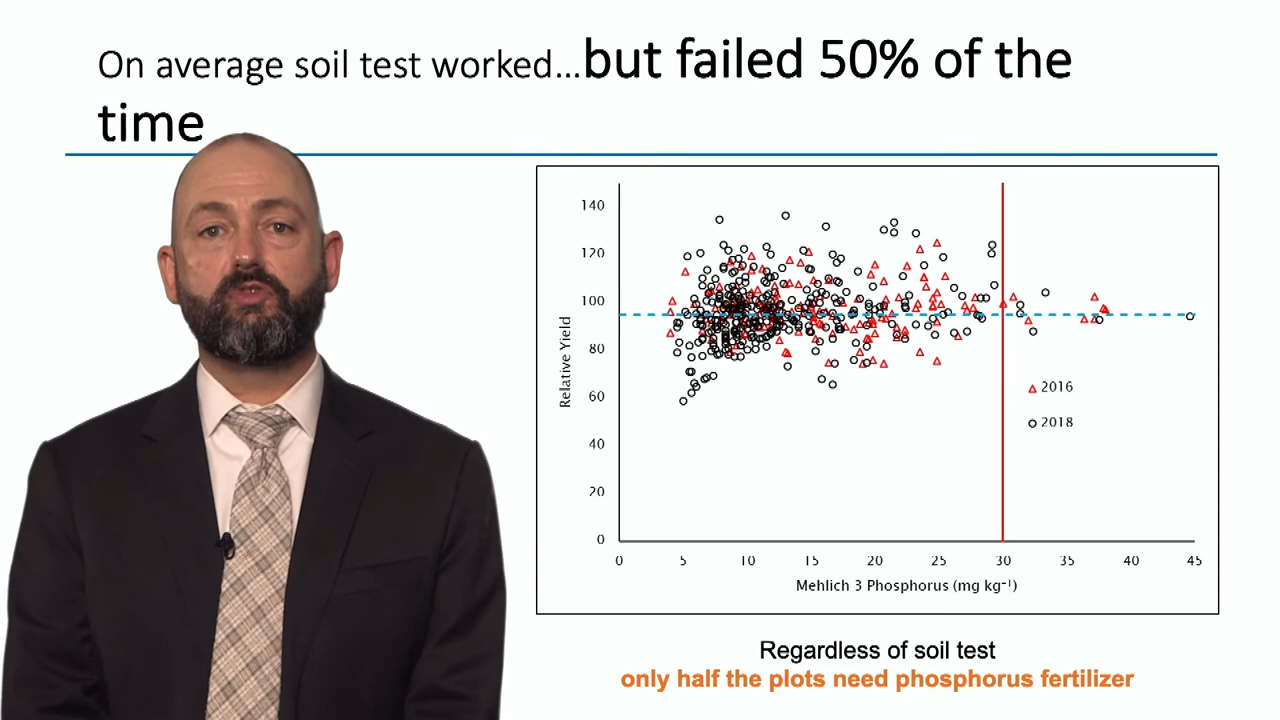 On average soil test worked...but failed 50% of the
time
140
120
100
80
60
40
20
0
Relative Yield
2016
2018
0 5 10 15 20 25 30 35 40 45
Mehlich 3 Phosphorus (mg kg⁻¹)
Regardless of soil test
only half the plots need phosphorus fertilizer